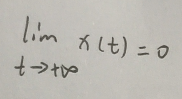 lim x(t) = 0
t→+∞